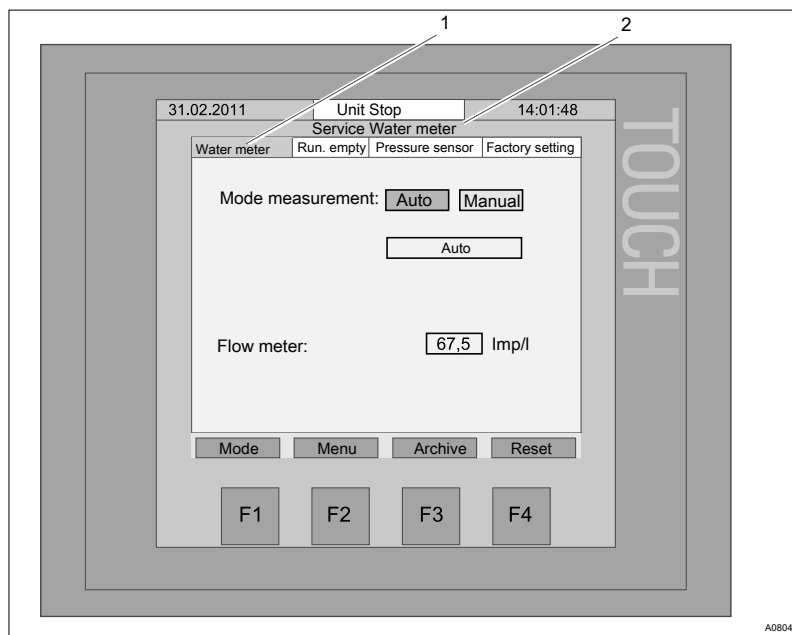 1 2
31.02.2011 Unit Stop 14:01:48
Service Water meter
Water meter Run. empty Pressure sensor Factory setting
Mode measurement: Auto Manual
Auto
Flow meter: 67,5 Imp/l
Mode Menu Archive Reset
F1 F2 F3 F4
TOUCH
A0804